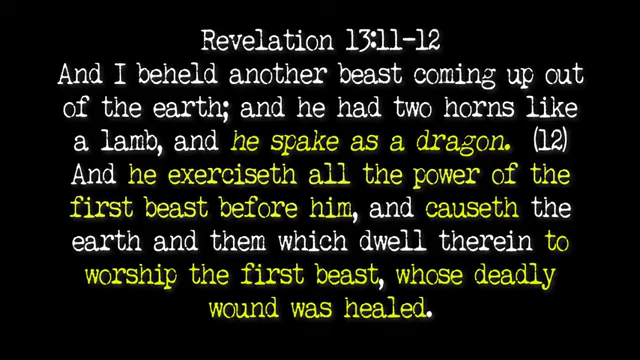 Revelation 13:11-12
And I beheld another beast coming up out
of the earth; and he had two horns like
a lamb, and he spake as a dragon. (12)
And he exerciseth all the power of the
first beast before him, and causeth the
earth and them which dwell therein to
worship the first beast, whose deadly
wound was healed.